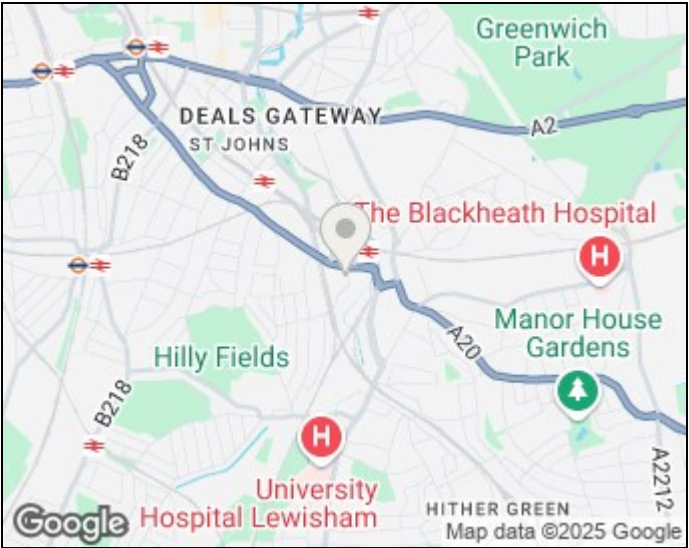 Greenwich
Park
DEALS GATEWAY
A2
ST JOHNS
B218
The Blackheath Hospital
H
Manor House
Gardens
A20
Hilly Fields
B218
H
University
Hospital Lewisham
A2212
HITHER GREEN
Google
Map data ©2025 Google